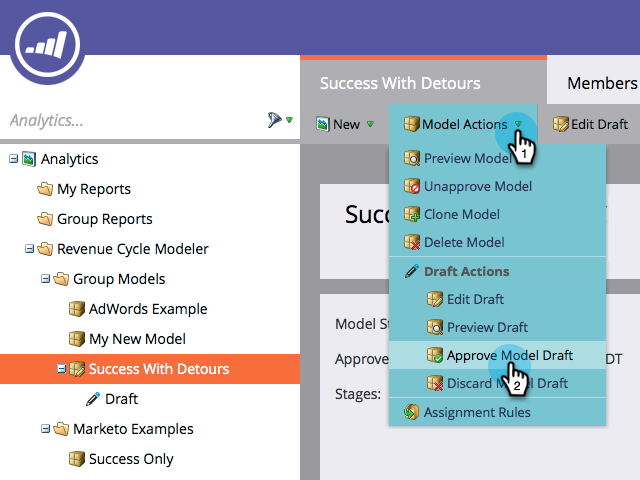 Success With Detours
Members
Analytics...
New
Model Actions
Edit Draft
1
Analytics
My Reports
Group Reports
Revenue Cycle Modeler
Group Models
AdWords Example
My New Model
Success With Detours
Draft
Marketo Examples
Success Only
Preview Model
Unapprove Model
Clone Model
Delete Model
Draft Actions
Edit Draft
Preview Draft
Approve Model Draft
2
Discard Model Draft
Assignment Rules
Succ
Model St
Approve
DT
Stages: